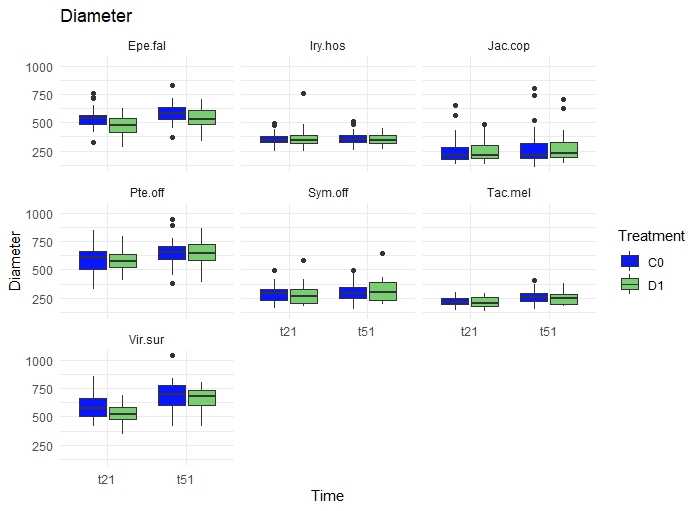 Diameter
Epe.fal
Iry.hos
Jac.cop
1000
750
500
250
Pte.off
Sym.off
Tac.mel
1000
750
500
250
Diameter
t21
t51
t21
t51
Treatment
C0
D1
Vir.sur
1000
750
500
250
t21
t51
Time